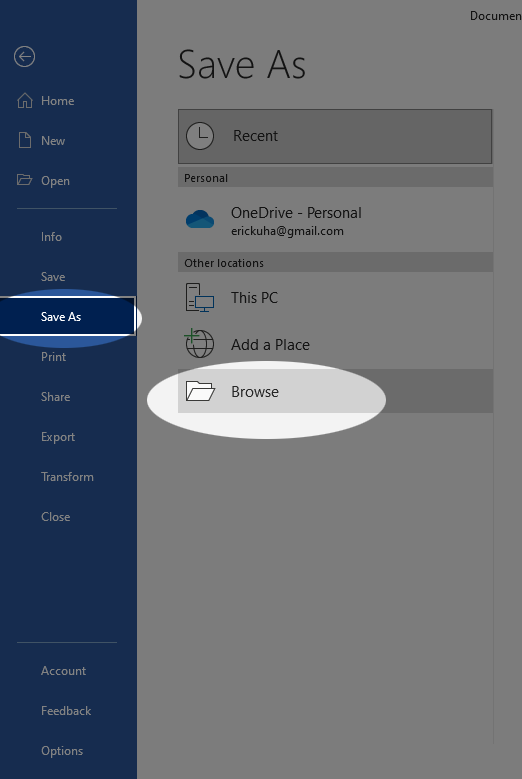 Documen
Home
New
Open
Info
Save
Save As
Print
Share
Export
Transform
Close
Account
Feedback
Options
Save As
Recent
Personal
OneDrive - Personal
erickuha@gmail.com
Other locations
This PC
Add a Place
Browse